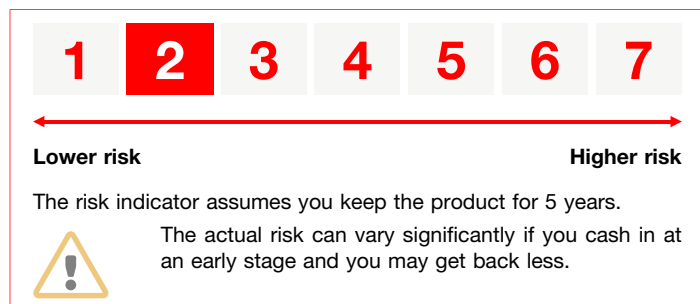 1 2 3 4 5 6 7
Lower risk Higher risk
The risk indicator assumes you keep the product for 5 years.
The actual risk can vary significantly if you cash in at
an early stage and you may get back less.